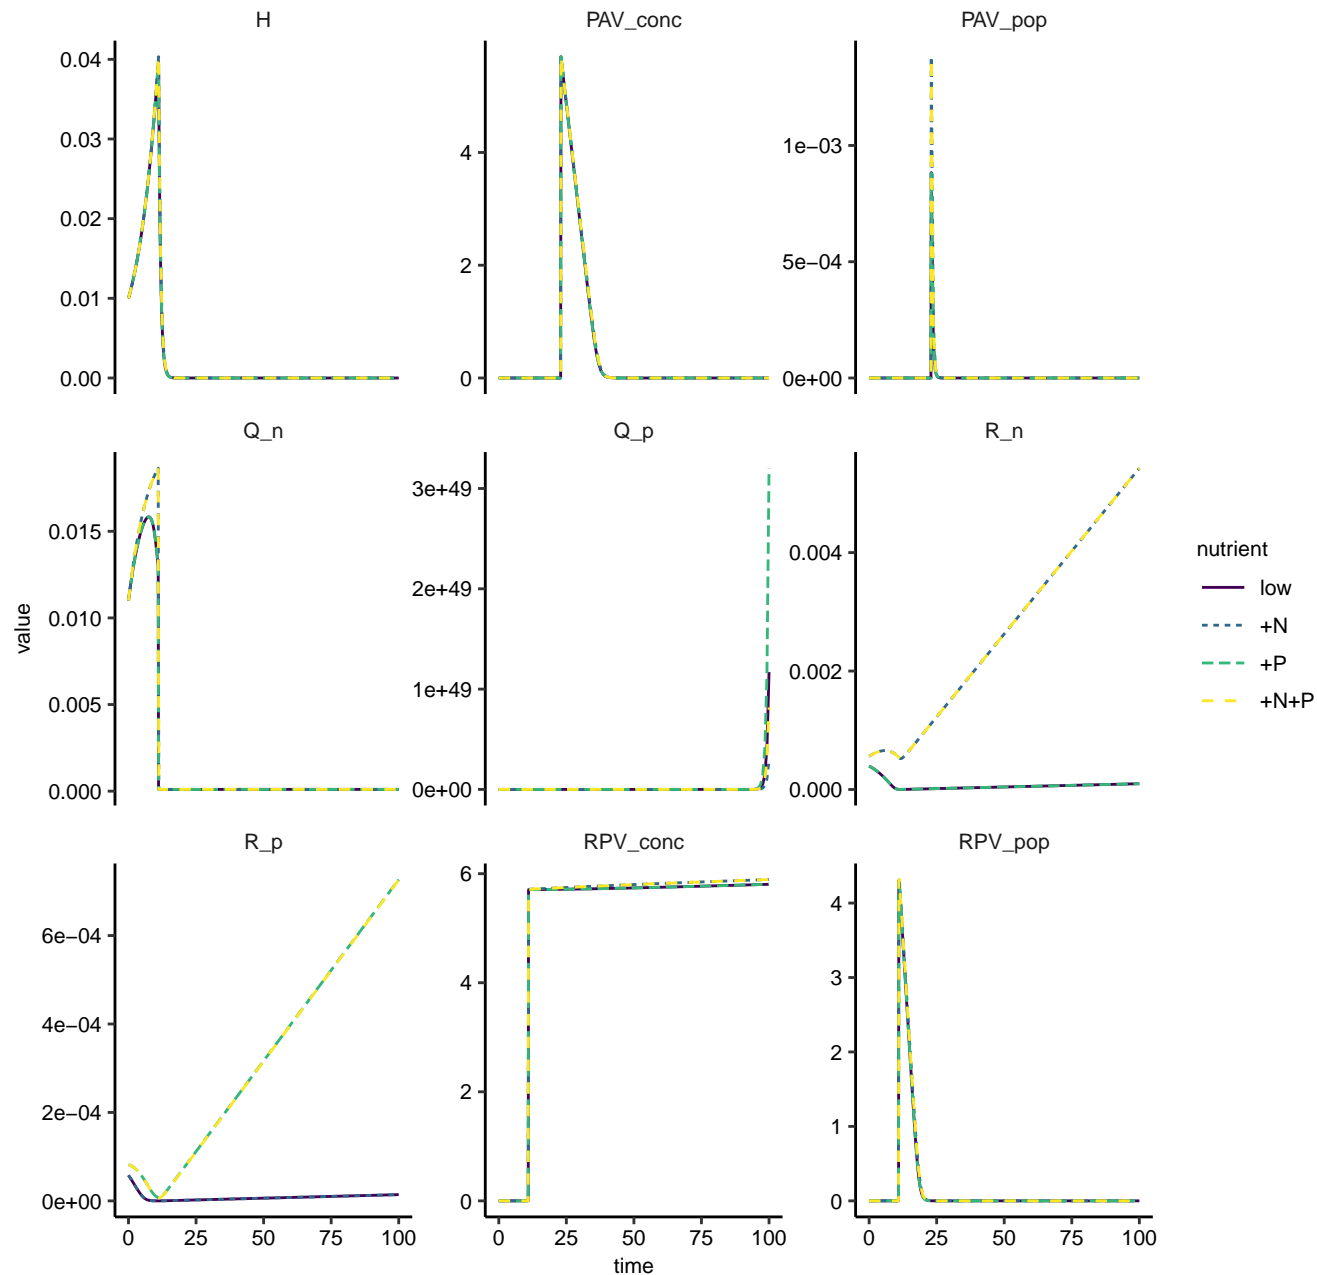 H
PAV_conc
PAV_pop
0.04
0.03
0.02
0.01
0.00
4
2
0
1e−03
5e−04
0e+00
Q_n
Q_p
R_n
0.015
0.010
0.005
0.000
3e+49
2e+49
1e+49
0e+00
0.004
0.002
0.000
value
nutrient
low
+N
+P
+N+P
R_p
RPV_conc
RPV_pop
6e−04
4e−04
2e−04
0e+00
6
4
2
0
4
3
2
1
0
0 25 50 75 100
0 25 50 75 100
0 25 50 75 100
time